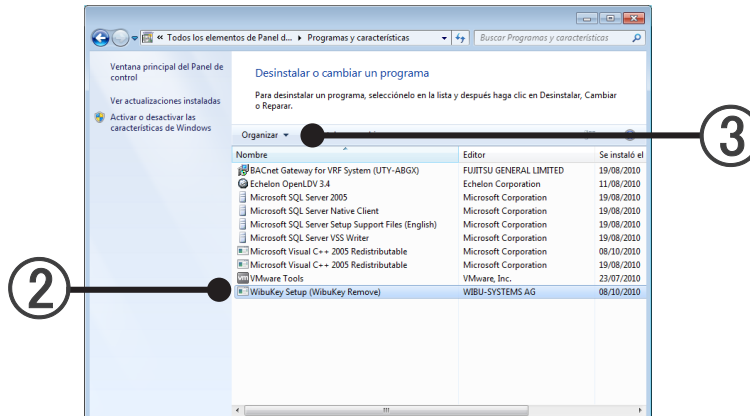 « Todos los elementos de Panel d... ▸ Programas y características
Buscar Programas y características
Ventana principal del Panel de
control
Ver actualizaciones instaladas
Activar o desactivar las
características de Windows
Desinstalar o cambiar un programa
Para desinstalar un programa, selecciónelo en la lista y después haga clic en Desinstalar, Cambiar
o Reparar.
Organizar
3
Nombre Editor Se instaló el
BACnet Gateway for VRF System (UTY-ABGX) FUJITSU GENERAL LIMITED 19/08/2010
Echelon OpenLDV 3.4 Echelon Corporation 11/08/2010
Microsoft SQL Server 2005 Microsoft Corporation 19/08/2010
Microsoft SQL Server Native Client Microsoft Corporation 19/08/2010
Microsoft SQL Server Setup Support Files (English) Microsoft Corporation 19/08/2010
Microsoft SQL Server VSS Writer Microsoft Corporation 19/08/2010
Microsoft Visual C++ 2005 Redistributable Microsoft Corporation 08/10/2010
Microsoft Visual C++ 2005 Redistributable Microsoft Corporation 19/08/2010
VMware Tools VMware, Inc. 23/07/2010
2
WibuKey Setup (WibuKey Remove) WIBU-SYSTEMS AG 08/10/2010